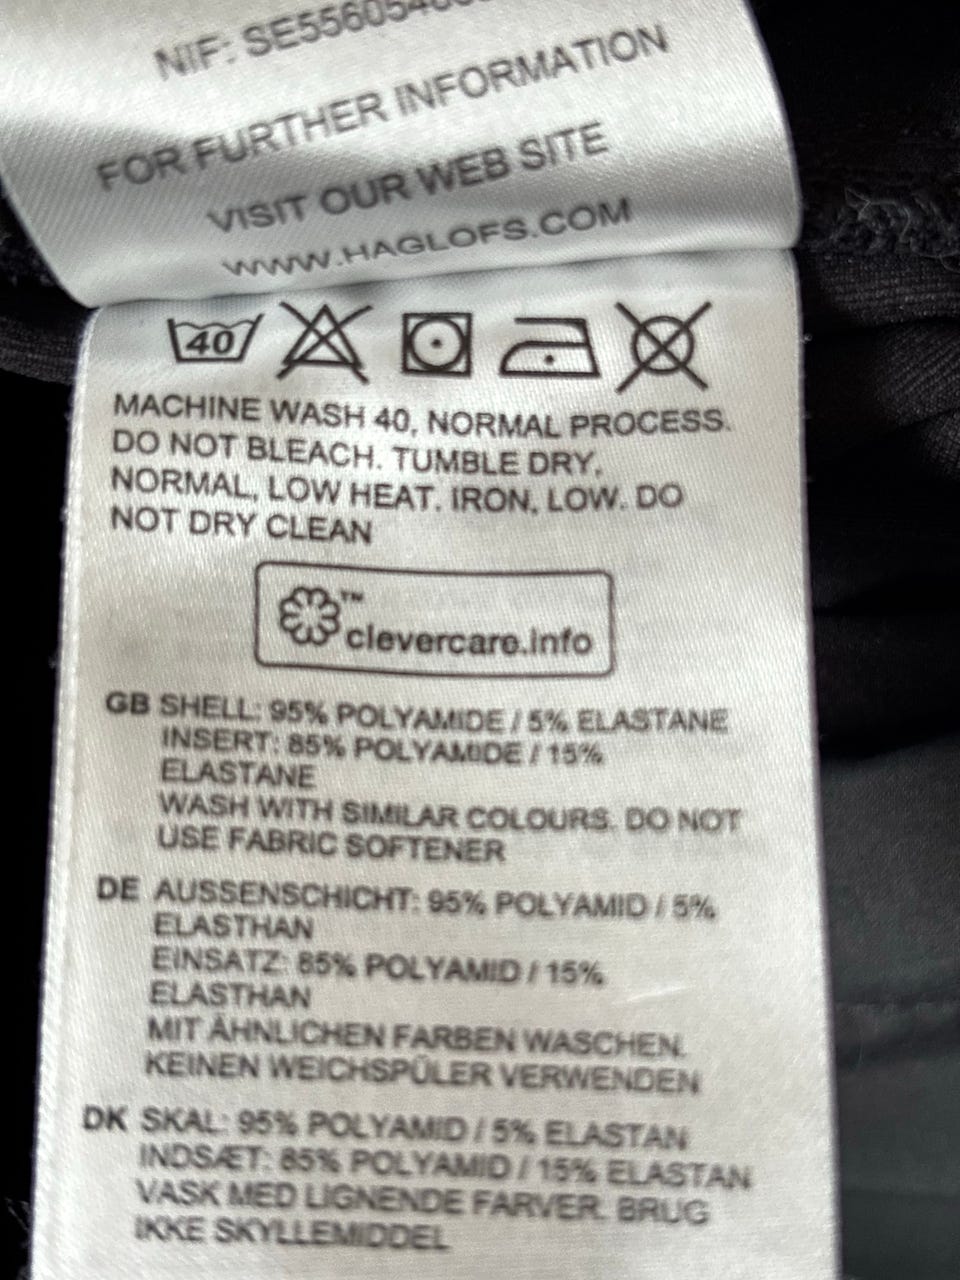 NIF: SE556054
FOR FURTHER INFORMATION
VISIT OUR WEB SITE
WWW.HAGLOFS.COM
40
MACHINE WASH 40, NORMAL PROCESS.
DO NOT BLEACH. TUMBLE DRY,
NORMAL, LOW HEAT. IRON, LOW. DO
NOT DRY CLEAN
™
clevercare.info
GB SHELL: 95% POLYAMIDE / 5% ELASTANE
INSERT: 85% POLYAMIDE / 15%
ELASTANE
WASH WITH SIMILAR COLOURS. DO NOT
USE FABRIC SOFTENER
DE AUSSENSCHICHT: 95% POLYAMID / 5%
ELASTHAN
EINSATZ: 85% POLYAMID / 15%
ELASTHAN
MIT ÄHNLICHEN FARBEN WASCHEN.
KEINEN WEICHSPÜLER VERWENDEN
DK SKAL: 95% POLYAMID / 5% ELASTAN
INDSÆT: 85% POLYAMID / 15% ELASTAN
VASK MED LIGNENDE FARVER. BRUG
IKKE SKYLLEMIDDEL